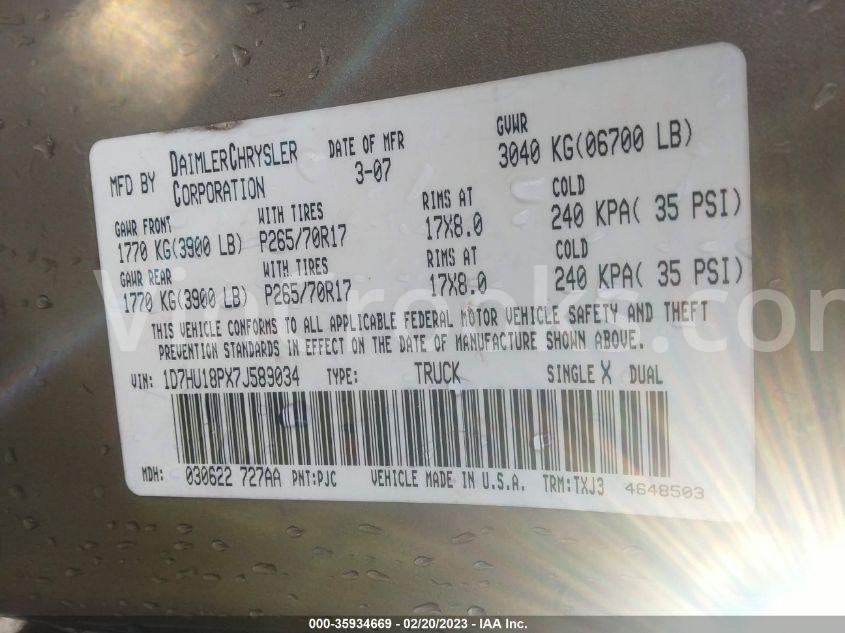 MFD BY DAIMLERCHRYSLER CORPORATION
DATE OF MFR 3-07
GVWR 3040 KG(06700 LB)
GAWR FRONT WITH TIRES RIMS AT COLD
1770 KG(3900 LB) P265/70R17 17X8.0 240 KPA( 35 PSI)
GAWR REAR WITH TIRES RIMS AT COLD
1770 KG(3900 LB) P265/70R17 17X8.0 240 KPA( 35 PSI)
THIS VEHICLE CONFORMS TO ALL APPLICABLE FEDERAL MOTOR VEHICLE SAFETY AND THEFT
PREVENTION STANDARDS IN EFFECT ON THE DATE OF MANUFACTURE SHOWN ABOVE.
VIN: 1D7HU18PX7J589034 TYPE: TRUCK SINGLE X DUAL
MDH: 030622 727AA PNT:PJC VEHICLE MADE IN U.S.A. TRM:TXJ3 4648503
000-35934669 - 02/20/2023 - IAA Inc.